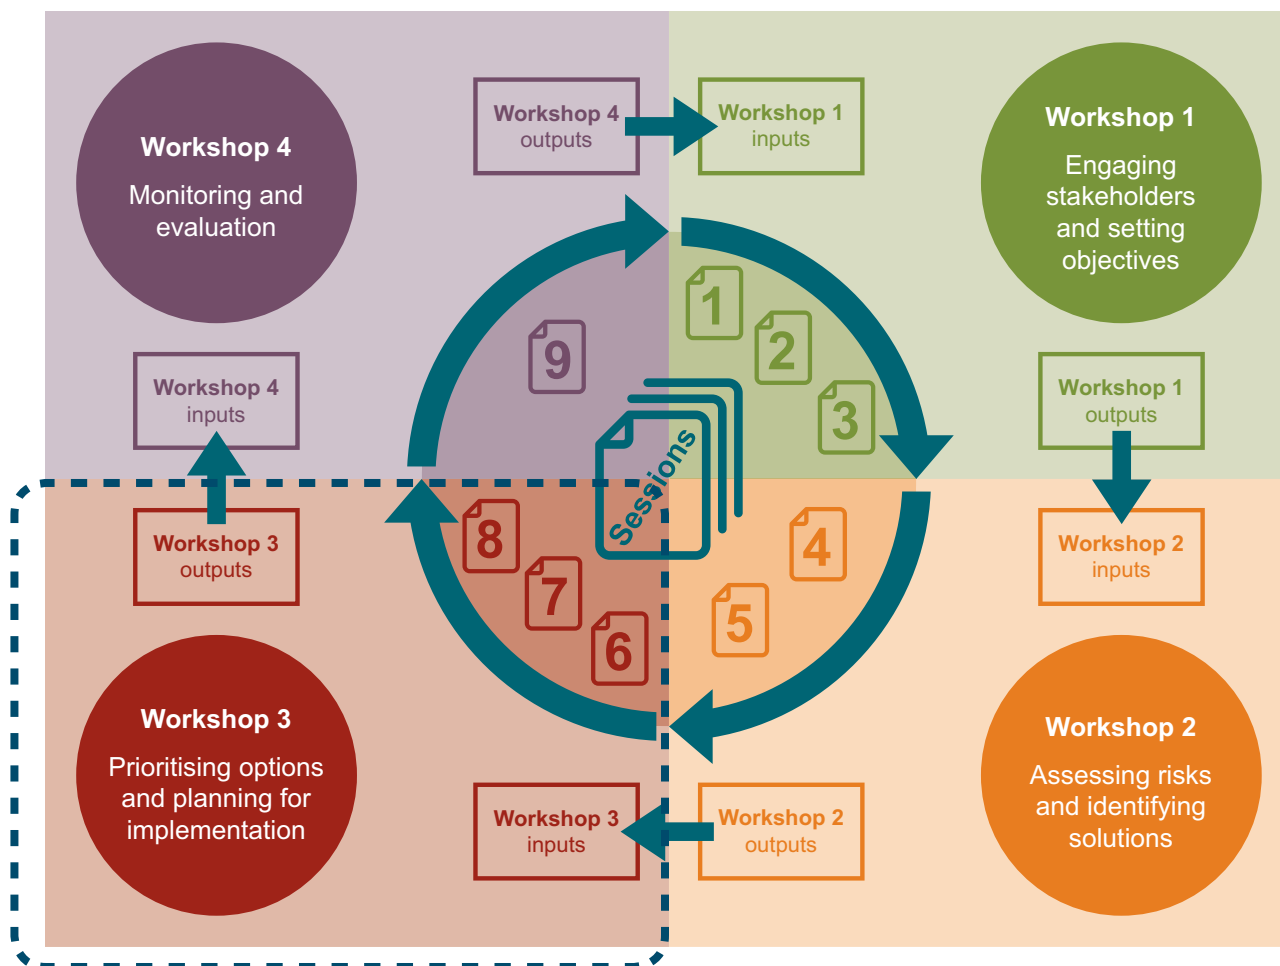 Workshop 4
Monitoring and
evaluation
Workshop 4
outputs
Workshop 1
inputs
Workshop 1
Engaging
stakeholders
and setting
objectives
1
2
3
9
Workshop 4
inputs
Workshop 1
outputs
Sessions
Workshop 3
outputs
8
7
6
4
5
Workshop 2
inputs
Workshop 3
Prioritising options
and planning for
implementation
Workshop 3
inputs
Workshop 2
outputs
Workshop 2
Assessing risks
and identifying
solutions